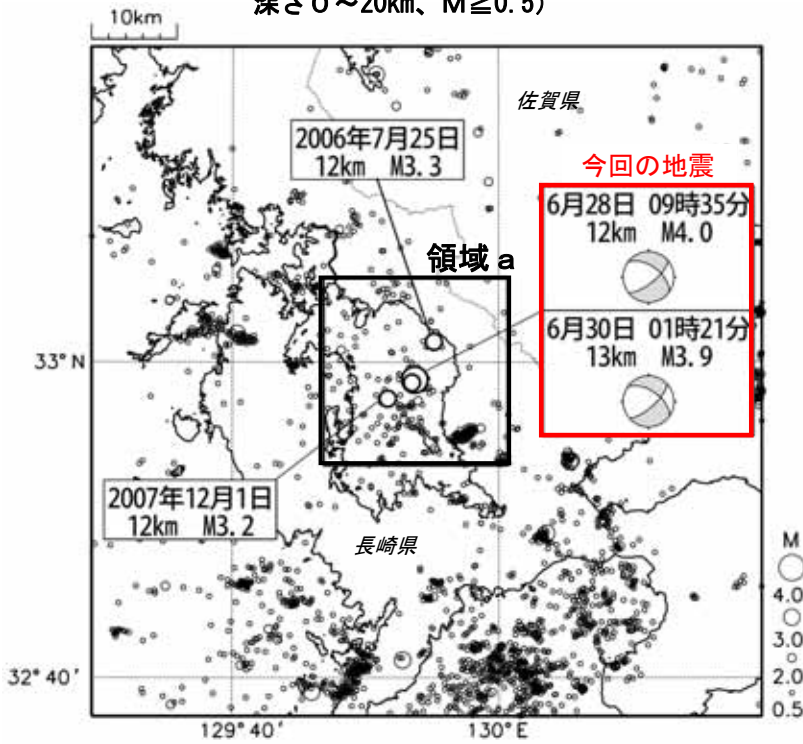 深さ0~20km、M≧0.5)
10km
佐賀県
2006年7月25日
12km M3.3
今回の地震
6月28日 09時35分
12km M4.0
領域a
6月30日 01時21分
13km M3.9
33°N
2007年12月1日
12km M3.2
長崎県
M
4.0
3.0
2.0
0.5
32°40′
129°40′
130°E